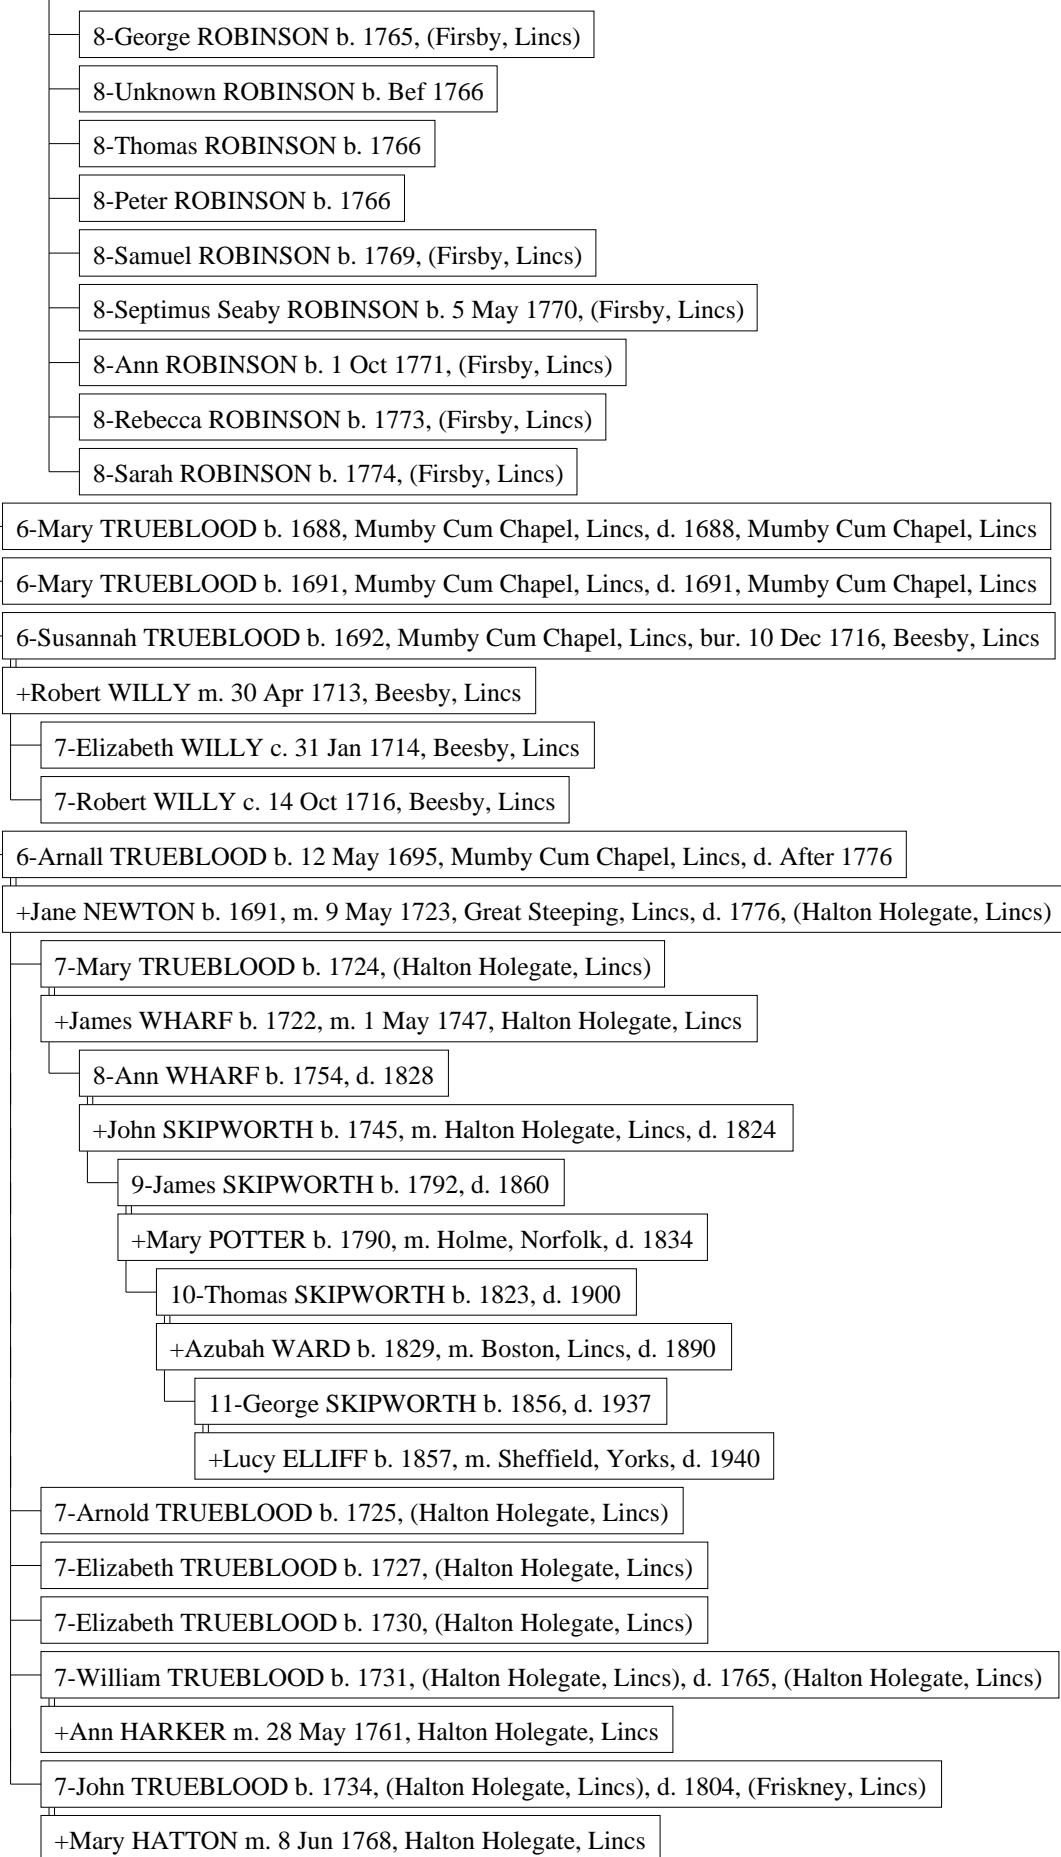 8-George ROBINSON b. 1765, (Firsby, Lincs)
8-Unknown ROBINSON b. Bef 1766
8-Thomas ROBINSON b. 1766
8-Peter ROBINSON b. 1766
8-Samuel ROBINSON b. 1769, (Firsby, Lincs)
8-Septimus Seaby ROBINSON b. 5 May 1770, (Firsby, Lincs)
8-Ann ROBINSON b. 1 Oct 1771, (Firsby, Lincs)
8-Rebecca ROBINSON b. 1773, (Firsby, Lincs)
8-Sarah ROBINSON b. 1774, (Firsby, Lincs)
6-Mary TRUEBLOOD b. 1688, Mumby Cum Chapel, Lincs, d. 1688, Mumby Cum Chapel, Lincs
6-Mary TRUEBLOOD b. 1691, Mumby Cum Chapel, Lincs, d. 1691, Mumby Cum Chapel, Lincs
6-Susannah TRUEBLOOD b. 1692, Mumby Cum Chapel, Lincs, bur. 10 Dec 1716, Beesby, Lincs
+Robert WILLY m. 30 Apr 1713, Beesby, Lincs
7-Elizabeth WILLY c. 31 Jan 1714, Beesby, Lincs
7-Robert WILLY c. 14 Oct 1716, Beesby, Lincs
6-Arnall TRUEBLOOD b. 12 May 1695, Mumby Cum Chapel, Lincs, d. After 1776
+Jane NEWTON b. 1691, m. 9 May 1723, Great Steeping, Lincs, d. 1776, (Halton Holegate, Lincs)
7-Mary TRUEBLOOD b. 1724, (Halton Holegate, Lincs)
+James WHARF b. 1722, m. 1 May 1747, Halton Holegate, Lincs
8-Ann WHARF b. 1754, d. 1828
+John SKIPWORTH b. 1745, m. Halton Holegate, Lincs, d. 1824
9-James SKIPWORTH b. 1792, d. 1860
+Mary POTTER b. 1790, m. Holme, Norfolk, d. 1834
10-Thomas SKIPWORTH b. 1823, d. 1900
+Azubah WARD b. 1829, m. Boston, Lincs, d. 1890
11-George SKIPWORTH b. 1856, d. 1937
+Lucy ELLIFF b. 1857, m. Sheffield, Yorks, d. 1940
7-Arnold TRUEBLOOD b. 1725, (Halton Holegate, Lincs)
7-Elizabeth TRUEBLOOD b. 1727, (Halton Holegate, Lincs)
7-Elizabeth TRUEBLOOD b. 1730, (Halton Holegate, Lincs)
7-William TRUEBLOOD b. 1731, (Halton Holegate, Lincs), d. 1765, (Halton Holegate, Lincs)
+Ann HARKER m. 28 May 1761, Halton Holegate, Lincs
7-John TRUEBLOOD b. 1734, (Halton Holegate, Lincs), d. 1804, (Friskney, Lincs)
+Mary HATTON m. 8 Jun 1768, Halton Holegate, Lincs